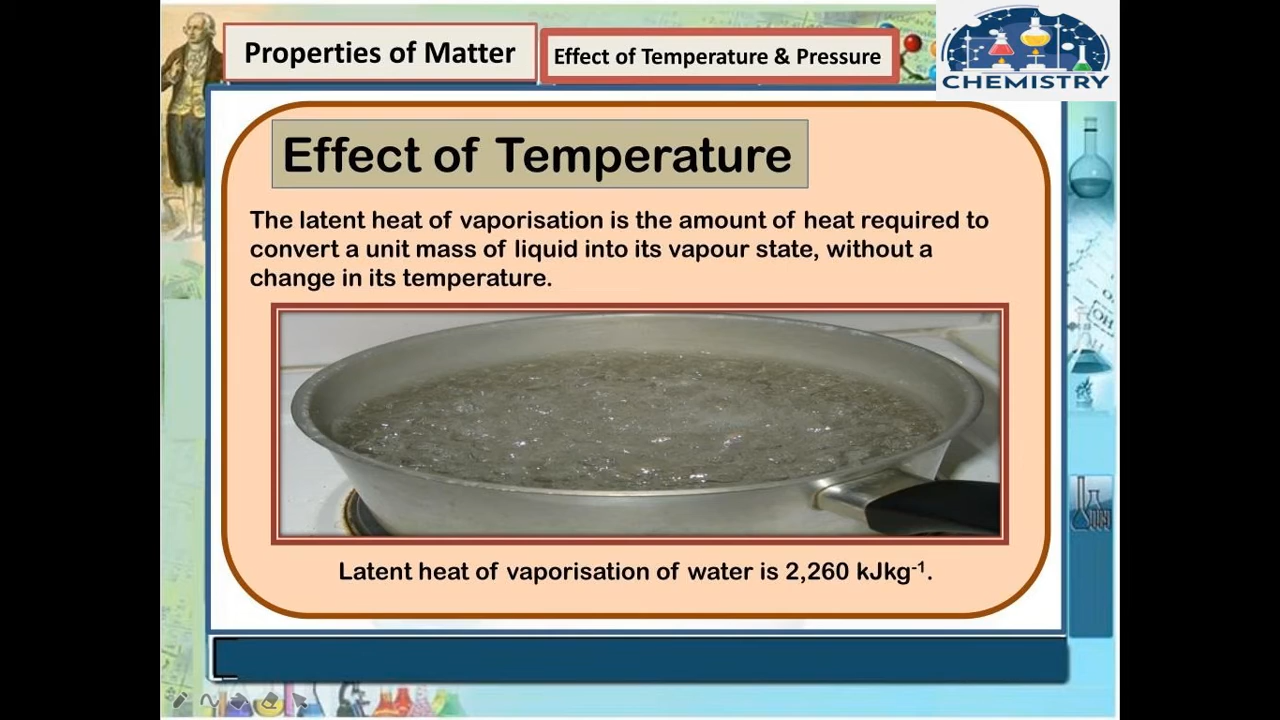 Properties of Matter
Effect of Temperature & Pressure
CHEMISTRY
Effect of Temperature
The latent heat of vaporisation is the amount of heat required to
convert a unit mass of liquid into its vapour state, without a
change in its temperature.
Latent heat of vaporisation of water is 2,260 kJkg⁻¹.